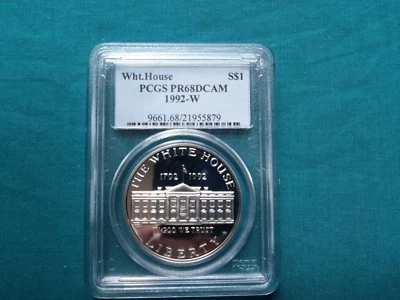 Wht.House S$1
PCGS PR68DCAM
1992-W
9661.68/21955879
THE WHITE HOUSE
1792 1992
IN GOD WE TRUST
LIBERTY